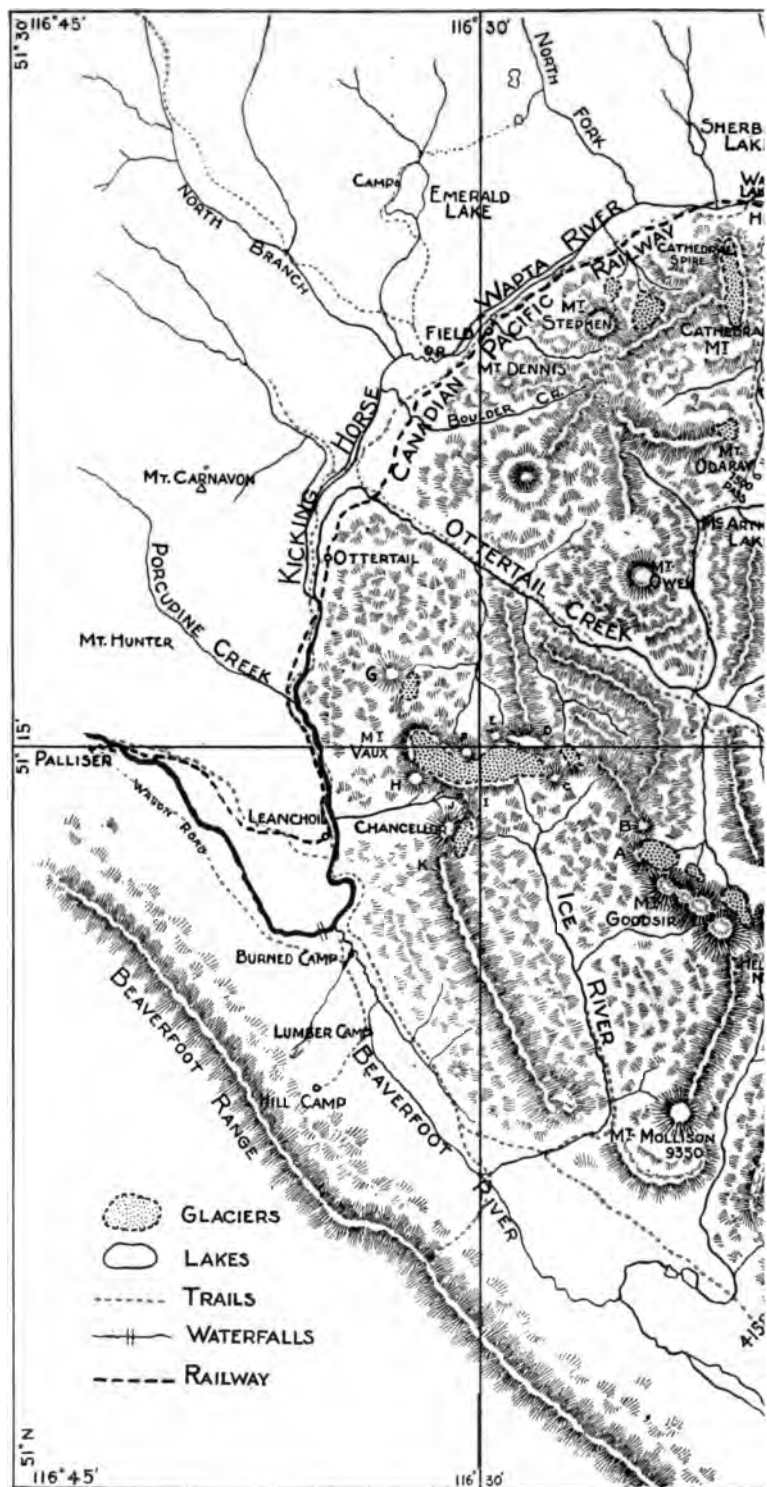 51°30'
116°45'
116°30'
NORTH
FORK
SHERB
LAKE
CAMP
EMERALD
LAKE
NORTH
BRANCH
WAPTA RIVER
CANADIAN PACIFIC RAILWAY
CATHEDRAL
SPIRE
FIELD
MT.
STEPHEN
CATHEDRAL
MT
MT DENNIS
KICKING HORSE
BOULDER CR.
MT. CARNAVON
MT.
ODARAY
MCARTH
LAKE
OTTERTAIL
OTTERTAIL CREEK
MT.
OWEN
PORCUPINE CREEK
MT. HUNTER
G
51°15'
MT
VAUX
F
E
D
C
H
I
J
K
PALLISER
WAGON ROAD
LEANCHOIL
CHANCELLOR
B
A
MT.
GOODSIR
ICE
RIVER
BURNED CAMP
LUMBER CAMP
HILL CAMP
BEAVERFOOT
RIVER
BEAVERFOOT
RANGE
MT. MOLLISON
9350
GLACIERS
LAKES
TRAILS
WATERFALLS
RAILWAY
51°N
116°45'
116°30'